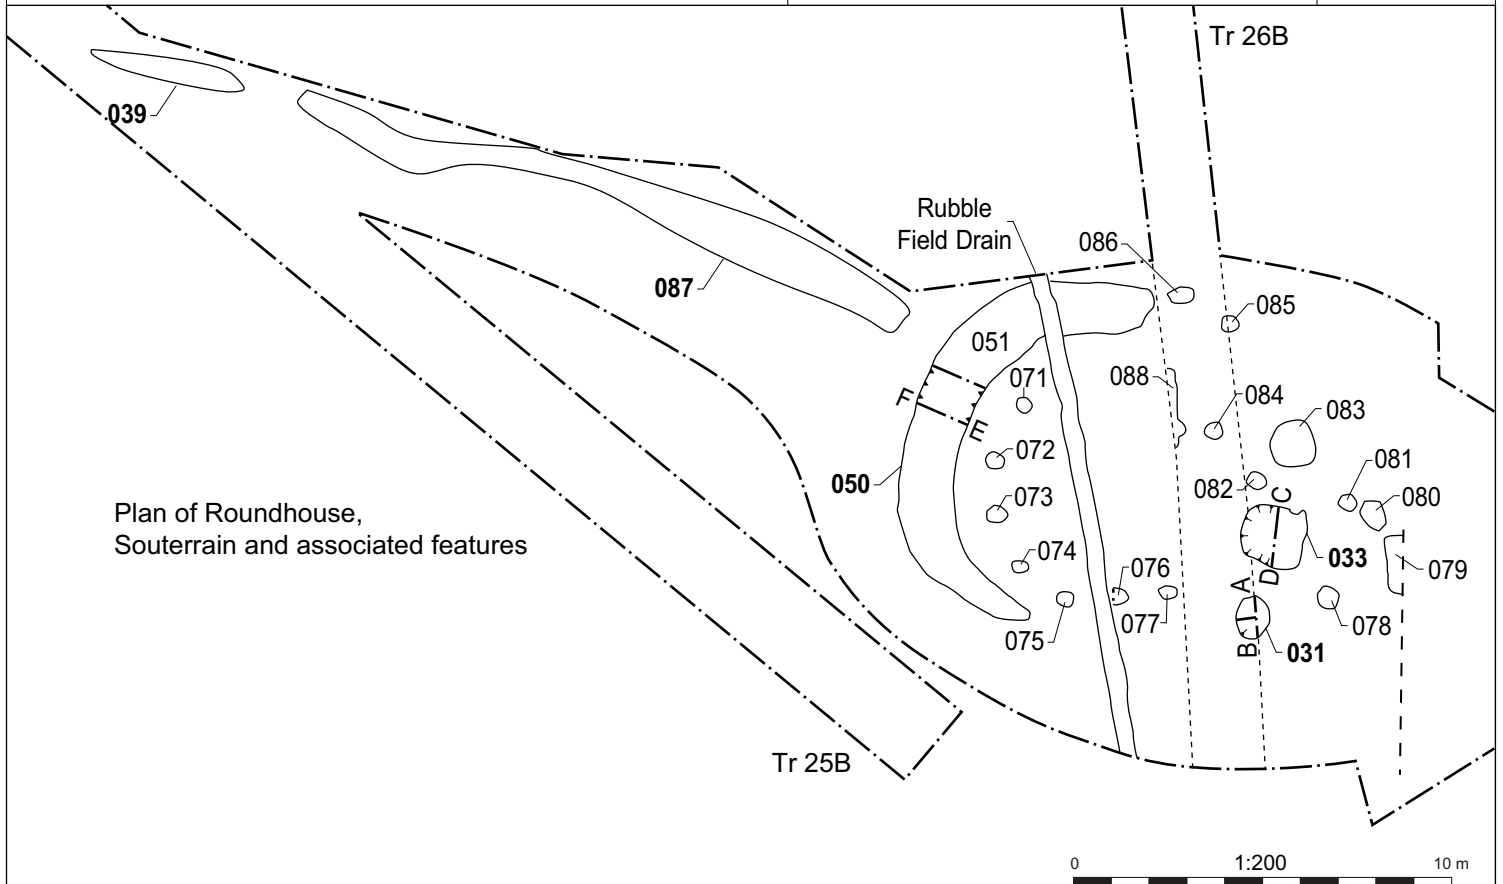 Tr 26B
039
Rubble
Field Drain
086
087
085
051
071
088
084
083
F
E
072
081
050
082
C
080
073
Plan of Roundhouse,
Souterrain and associated features
074
033
079
076
A
D
075
077
078
B
031
Tr 25B
0
1:200
10 m